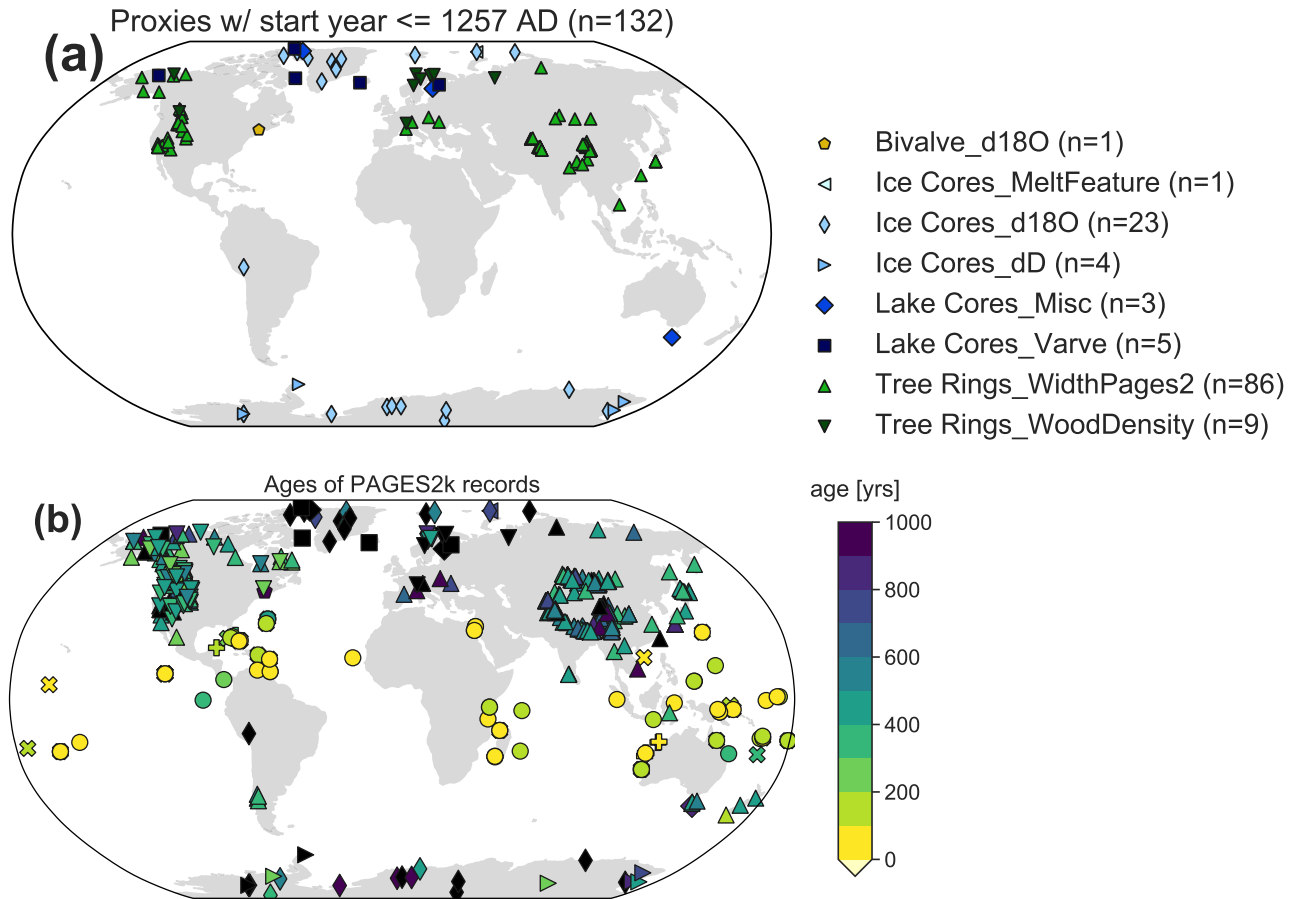 Proxies w/ start year <= 1257 AD (n=132)
(a)
Bivalve_d18O (n=1)
Ice Cores_MeltFeature (n=1)
Ice Cores_d18O (n=23)
Ice Cores_dD (n=4)
Lake Cores_Misc (n=3)
Lake Cores_Varve (n=5)
Tree Rings_WidthPages2 (n=86)
Tree Rings_WoodDensity (n=9)
Ages of PAGES2k records
(b)
age [yrs]
1000
800
600
400
200
0